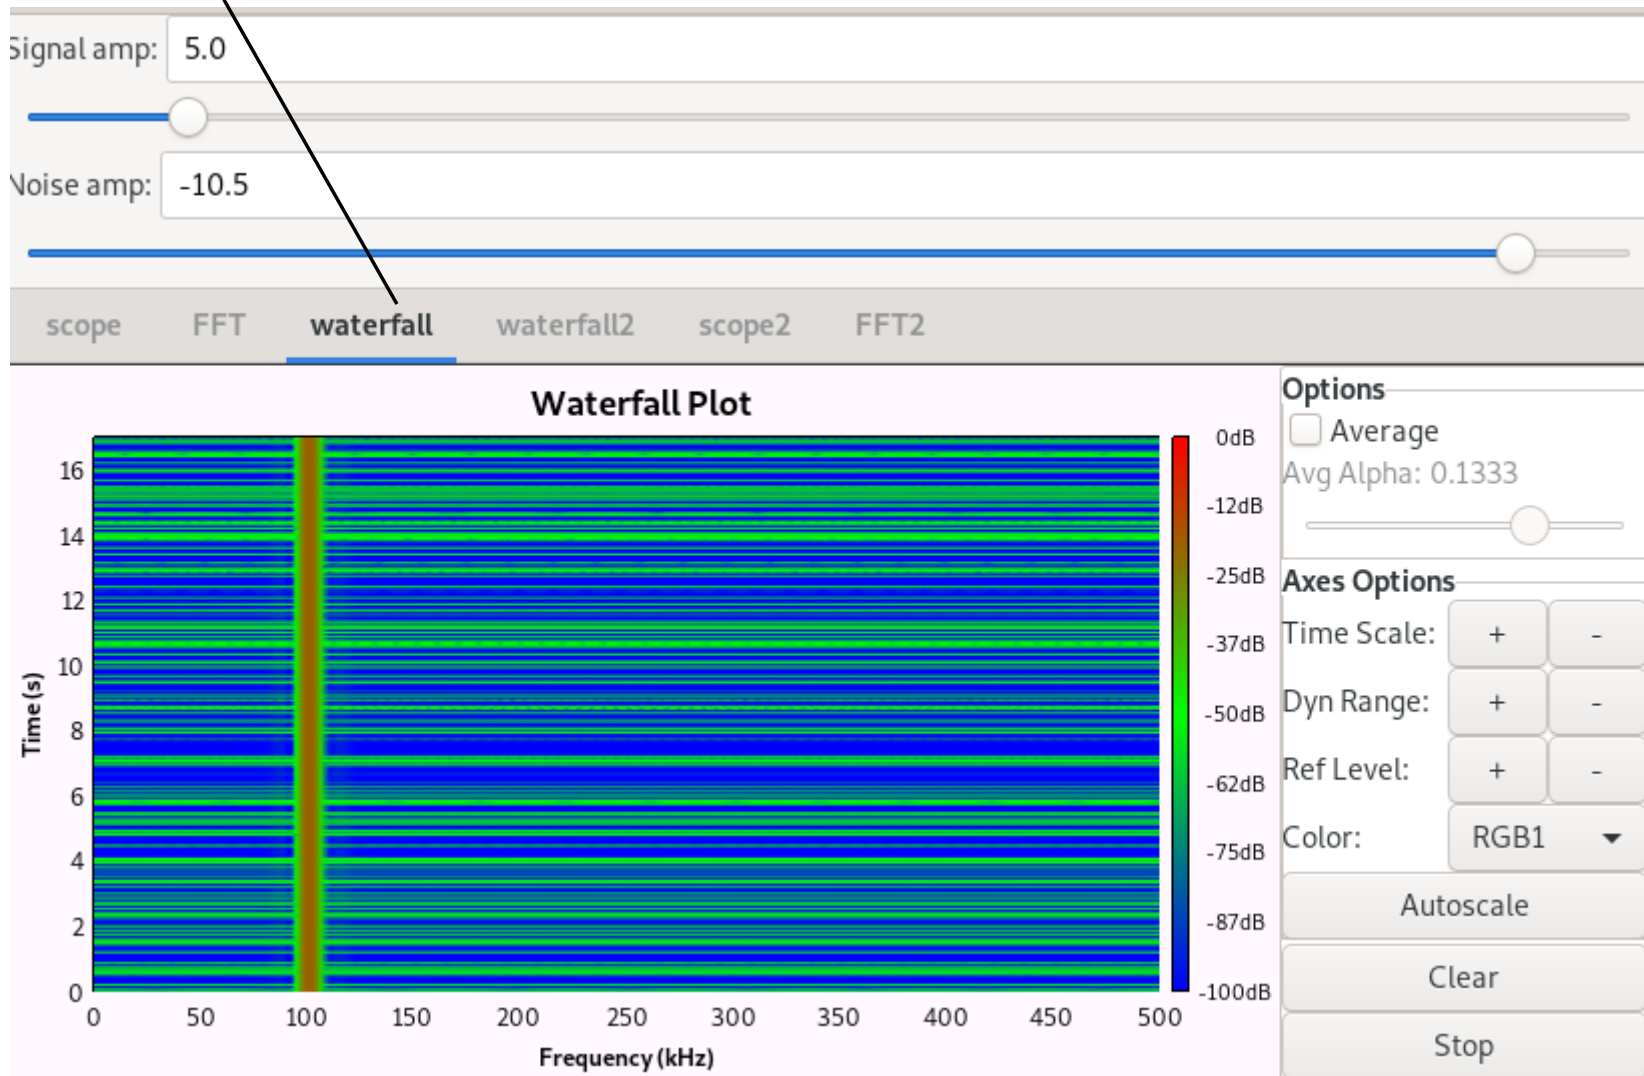 Signal amp: 5.0
Noise amp: -10.5
scope FFT waterfall waterfall2 scope2 FFT2
Waterfall Plot
16
14
12
10
8
6
4
2
0
Time (s)
0 50 100 150 200 250 300 350 400 450 500
Frequency (kHz)
0dB
-12dB
-25dB
-37dB
-50dB
-62dB
-75dB
-87dB
-100dB
Options
Average
Avg Alpha: 0.1333
Axes Options
Time Scale: + -
Dyn Range: + -
Ref Level: + -
Color: RGB1
Autoscale
Clear
Stop